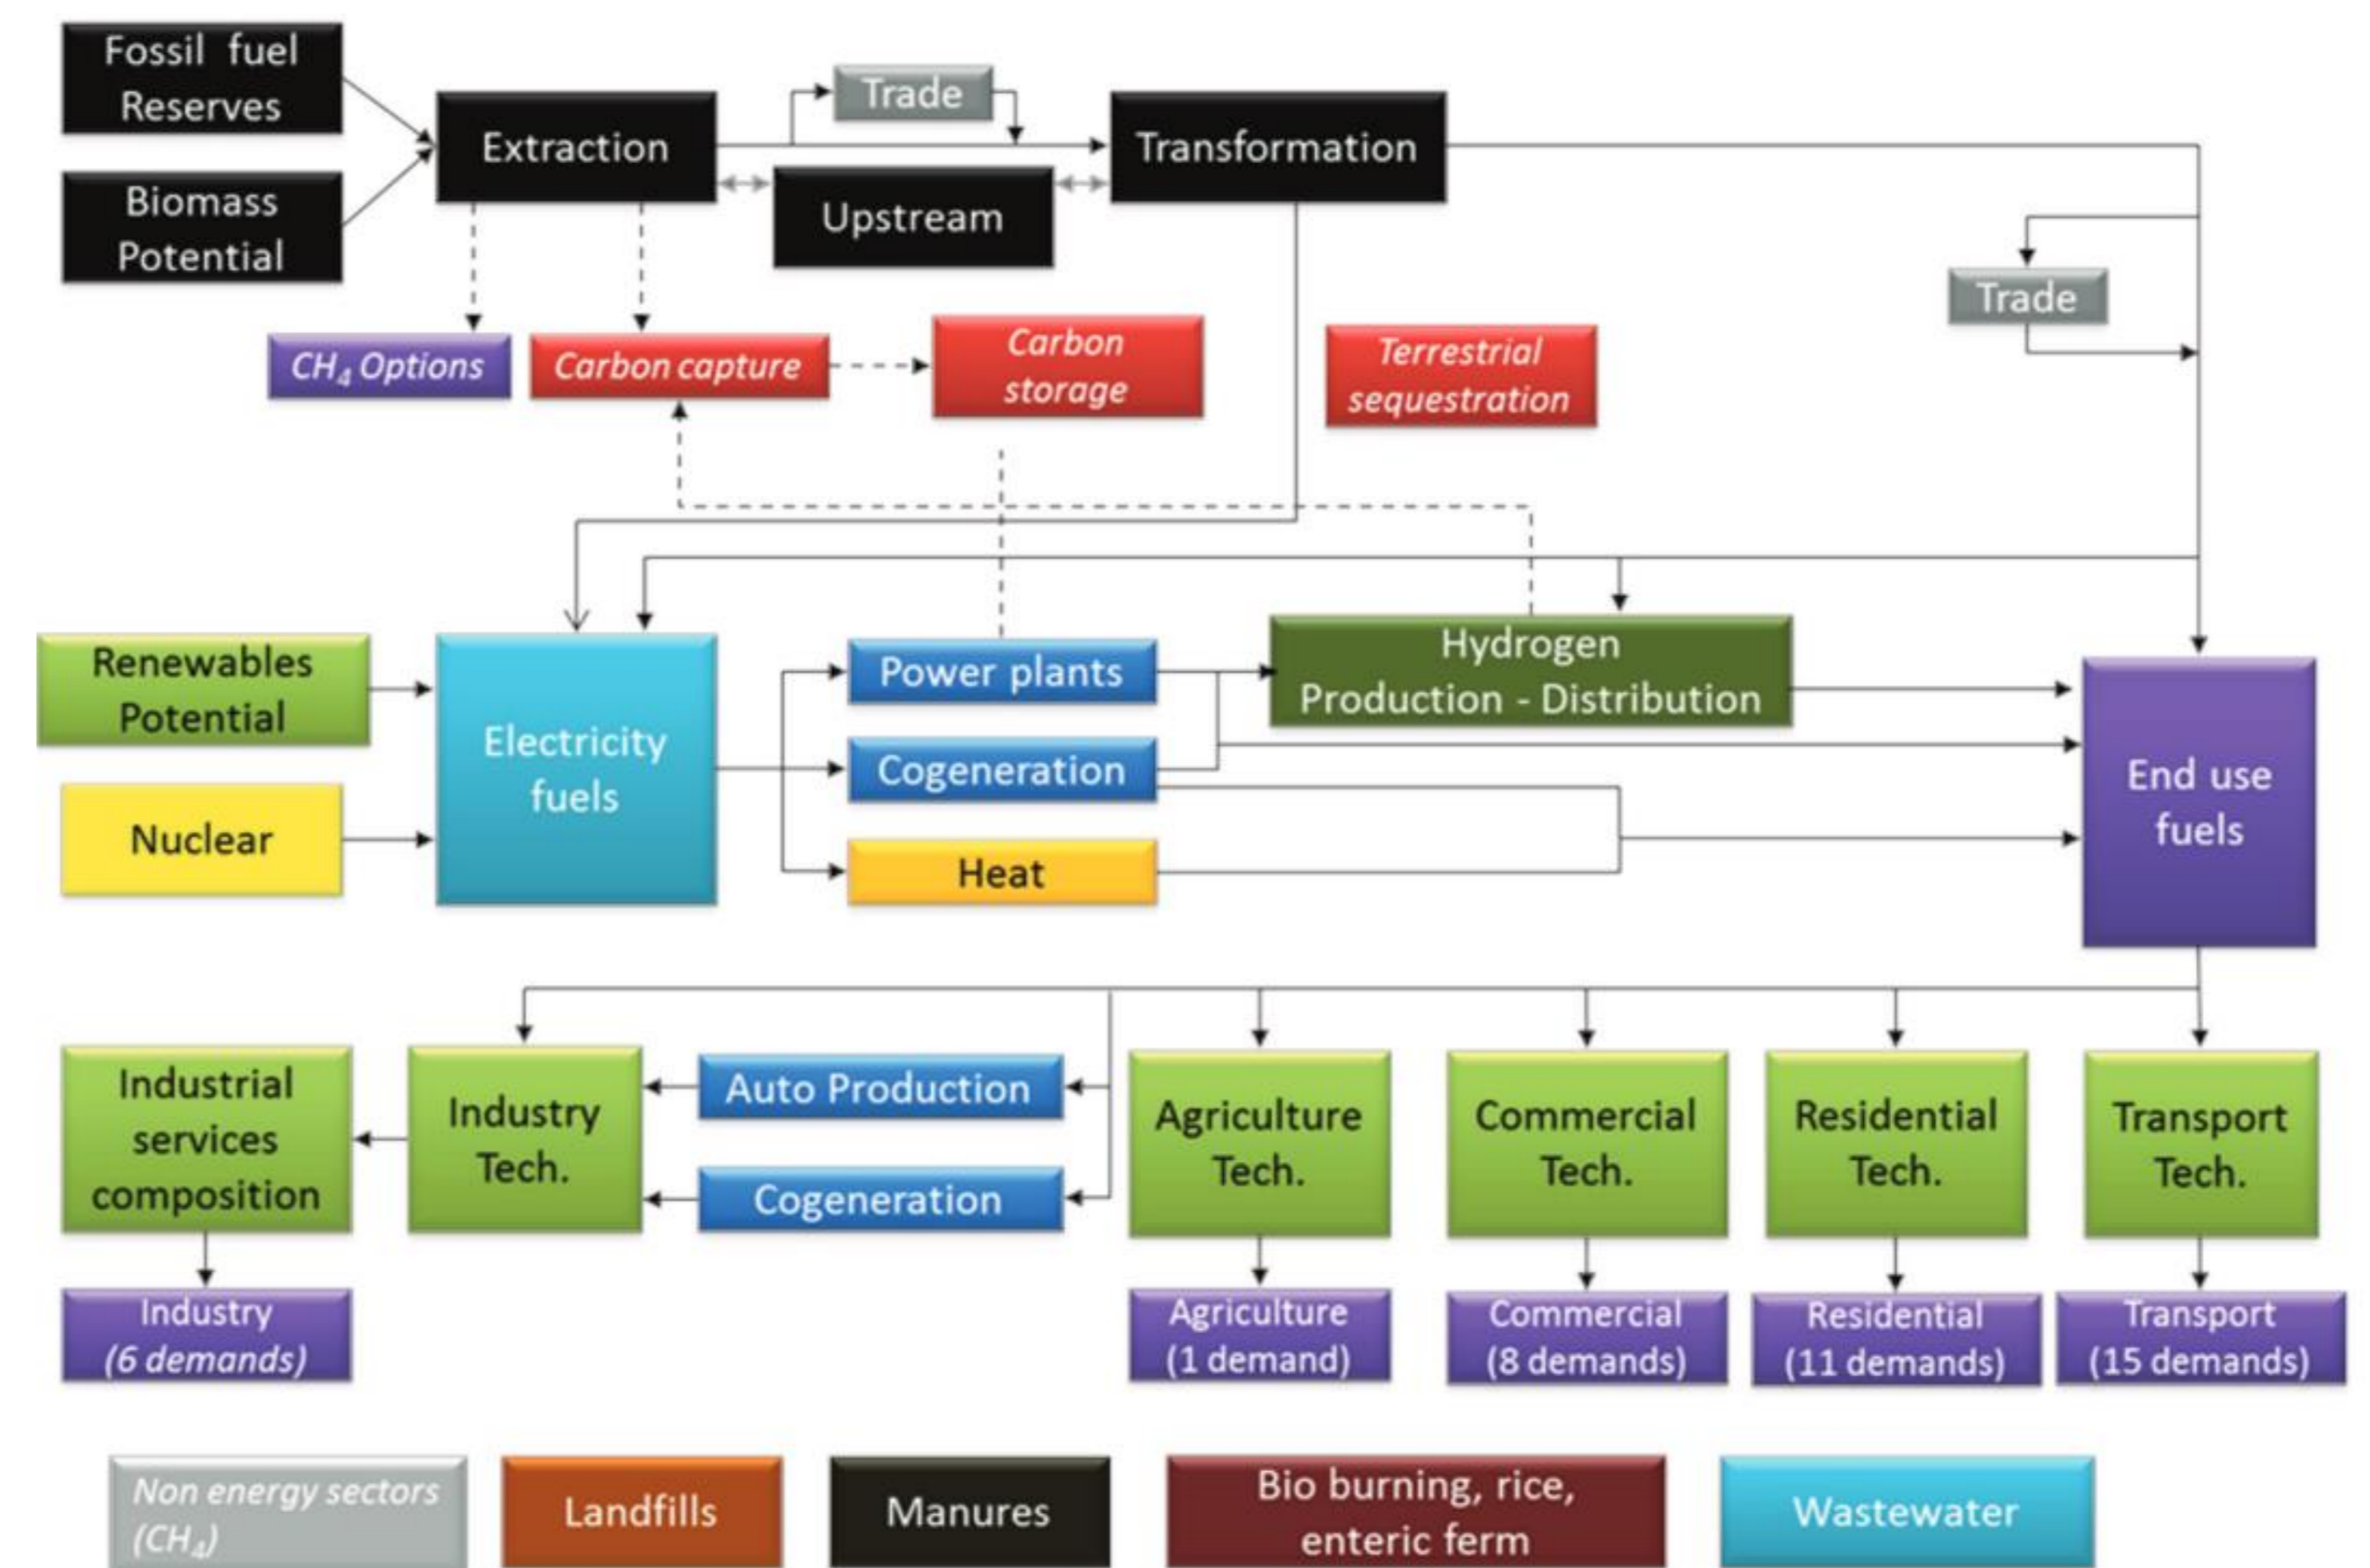 Fossil fuel
Reserves
Trade
Extraction
Transformation
Biomass
Potential
Upstream
Trade
CH₄ Options
Carbon capture
Carbon
storage
Terrestrial
sequestration
Renewables
Potential
Nuclear
Electricity
fuels
Power plants
Cogeneration
Heat
Hydrogen
Production - Distribution
End use
fuels
Industrial
services
composition
Industry
Tech.
Auto Production
Cogeneration
Agriculture
Tech.
Commercial
Tech.
Residential
Tech.
Transport
Tech.
Industry
(6 demands)
Agriculture
(1 demand)
Commercial
(8 demands)
Residential
(11 demands)
Transport
(15 demands)
Non energy sectors
(CH₄)
Landfills
Manures
Bio burning, rice,
enteric ferm
Wastewater